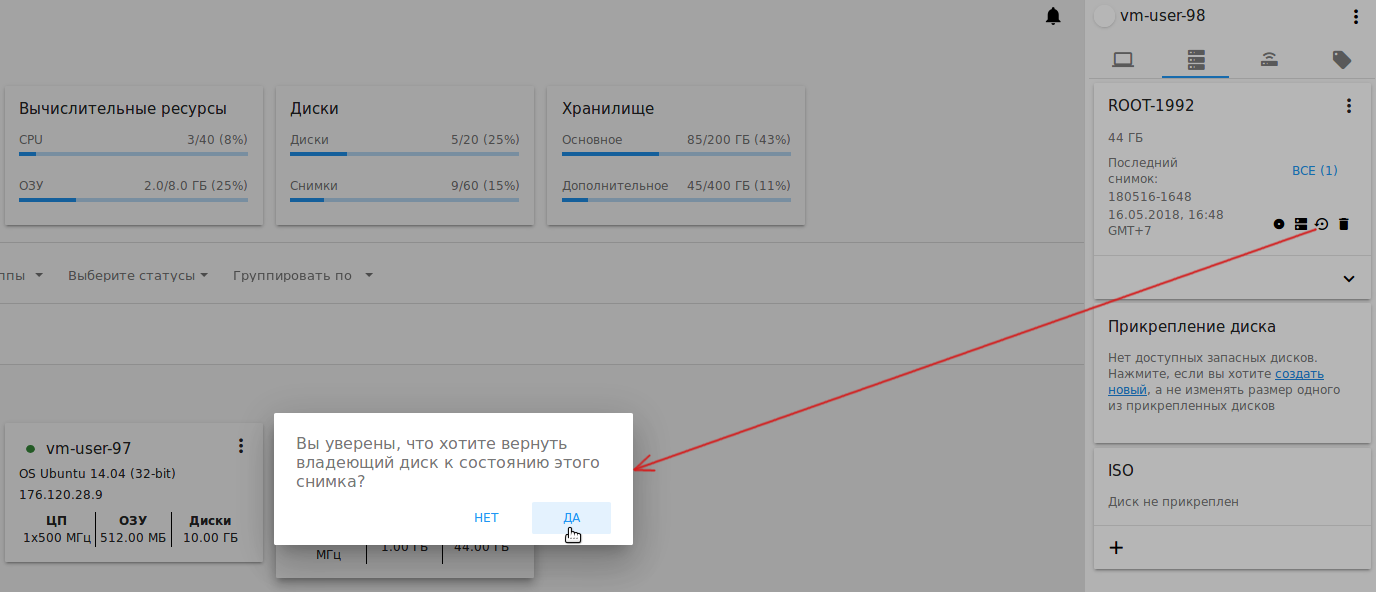 vm-user-98
Вычислительные ресурсы
CPU 3/40 (8%)
ОЗУ 2.0/8.0 ГБ (25%)
Диски
Диски 5/20 (25%)
Снимки 9/60 (15%)
Хранилище
Основное 85/200 ГБ (43%)
Дополнительное 45/400 ГБ (11%)
ROOT-1992
44 ГБ
Последний
снимок:
180516-1648
16.05.2018, 16:48
GMT+7
ВСЕ (1)
Выберите статусы
Группировать по
Прикрепление диска
Нет доступных запасных дисков.
Нажмите, если вы хотите создать
новый, а не изменять размер одного
из прикрепленных дисков
ISO
Диск не прикреплен
vm-user-97
OS Ubuntu 14.04 (32-bit)
176.120.28.9
ЦП ОЗУ Диски
1x500 МГц 512.00 МБ 10.00 ГБ
Вы уверены, что хотите вернуть
владеющий диск к состоянию этого
снимка?
НЕТ ДА
МГц 1.00 ГБ 44.00 ГБ